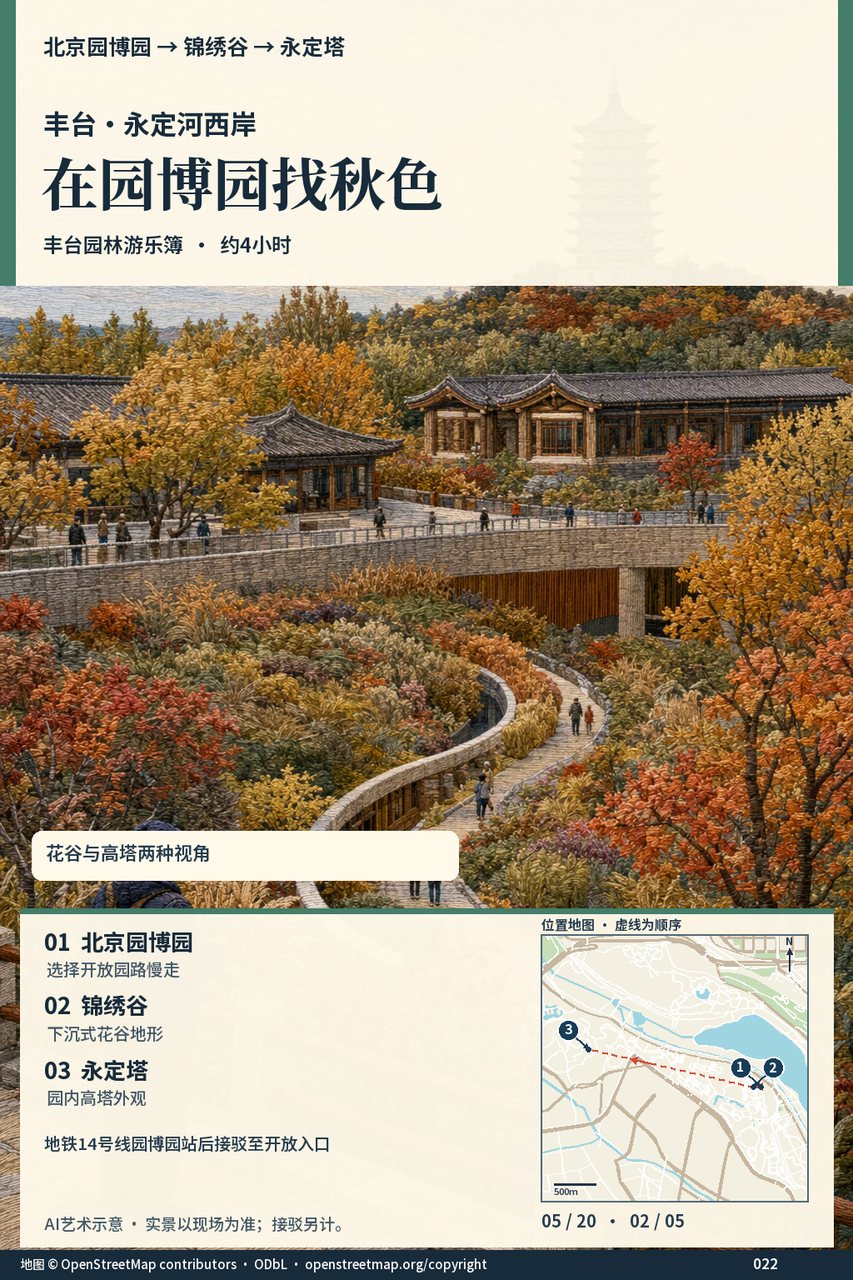 北京园博园 → 锦绣谷 → 永定塔
丰台・永定河西岸
在园博园找秋色
丰台园林游乐簿 ・ 约4小时
花谷与高塔两种视角
01 北京园博园
选择开放园路慢走
02 锦绣谷
下沉式花谷地形
03 永定塔
园内高塔外观
地铁14号线园博园站后接驳至开放入口
AI艺术示意・实景以现场为准；接驳另计。
位置地图・虚线为顺序
N
3
1
2
500m
05 / 20 ・ 02 / 05
地图 © OpenStreetMap contributors・ODbL・openstreetmap.org/copyright
022